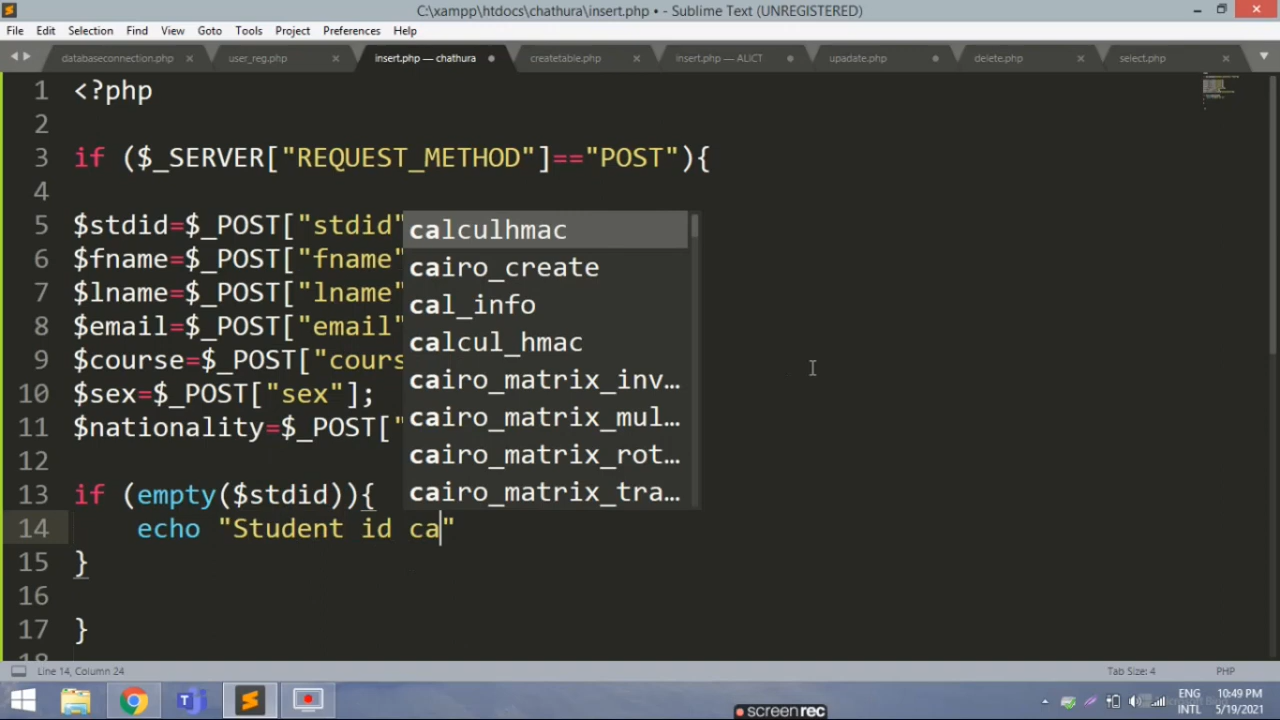 C:\xampp\htdocs\chathura\insert.php • - Sublime Text (UNREGISTERED)
File Edit Selection Find View Goto Tools Project Preferences Help
databaseconnection.php × user_reg.php × insert.php — chathura createtable.php × insert.php — ALICT upadate.php delete.php × select.php ×
1 <?php
2
3 if ($_SERVER["REQUEST_METHOD"]=="POST"){
4
5 $stdid=$_POST["stdid"
6 $fname=$_POST["fname"
7 $lname=$_POST["lname"
8 $email=$_POST["email"
9 $course=$_POST["cours
10 $sex=$_POST["sex"];
11 $nationality=$_POST["
12
13 if (empty($stdid)){
14 echo "Student id ca"
15 }
16
17 }
18
calculhmac
cairo_create
cal_info
calcul_hmac
cairo_matrix_inv...
cairo_matrix_mul...
cairo_matrix_rot...
cairo_matrix_tra...
Line 14, Column 24 Tab Size: 4 PHP
ENG 10:49 PM
INTL 5/19/2021
screenrec